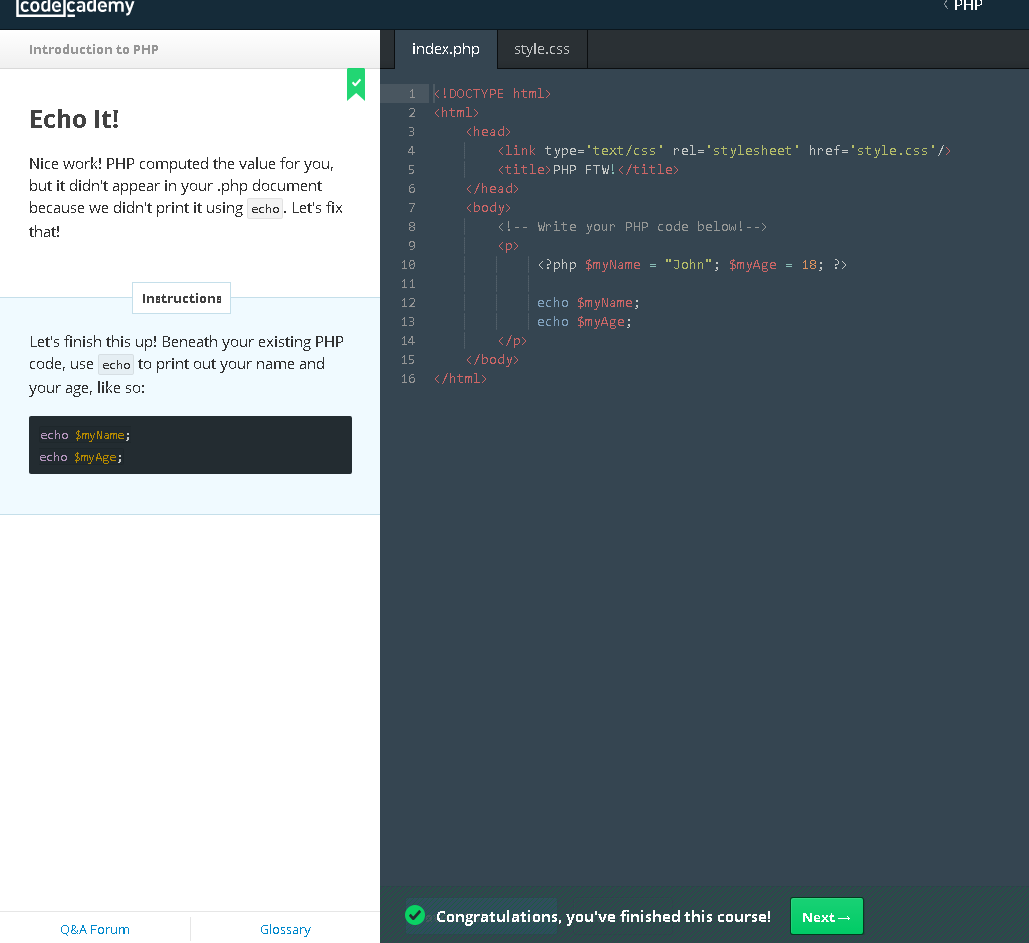 [code]cademy
〈 PHP
Introduction to PHP
Echo It!
Nice work! PHP computed the value for you,
but it didn't appear in your .php document
because we didn't print it using echo. Let's fix
that!
Instructions
Let's finish this up! Beneath your existing PHP
code, use echo to print out your name and
your age, like so:
echo $myName;
echo $myAge;
Q&A Forum
Glossary
index.php
style.css
1 <!DOCTYPE html>
2 <html>
3 <head>
4 <link type='text/css' rel='stylesheet' href='style.css'/>
5 <title>PHP FTW!</title>
6 </head>
7 <body>
8 <!-- Write your PHP code below!-->
9 <p>
10 <?php $myName = "John"; $myAge = 18; ?>
11
12 echo $myName;
13 echo $myAge;
14 </p>
15 </body>
16 </html>
Congratulations, you've finished this course!
Next→